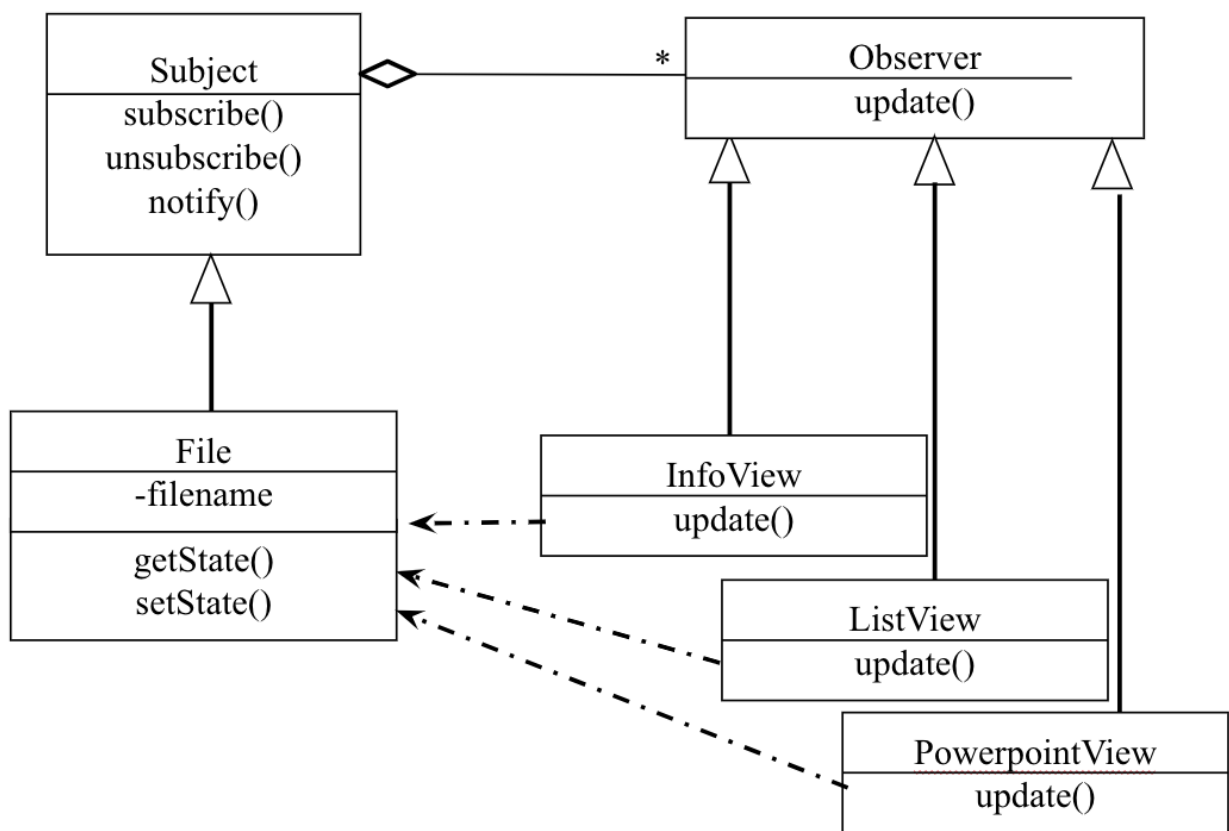 Subject
subscribe()
unsubscribe()
notify()
*
Observer
update()
File
-filename
getState()
setState()
InfoView
update()
ListView
update()
PowerpointView
update()